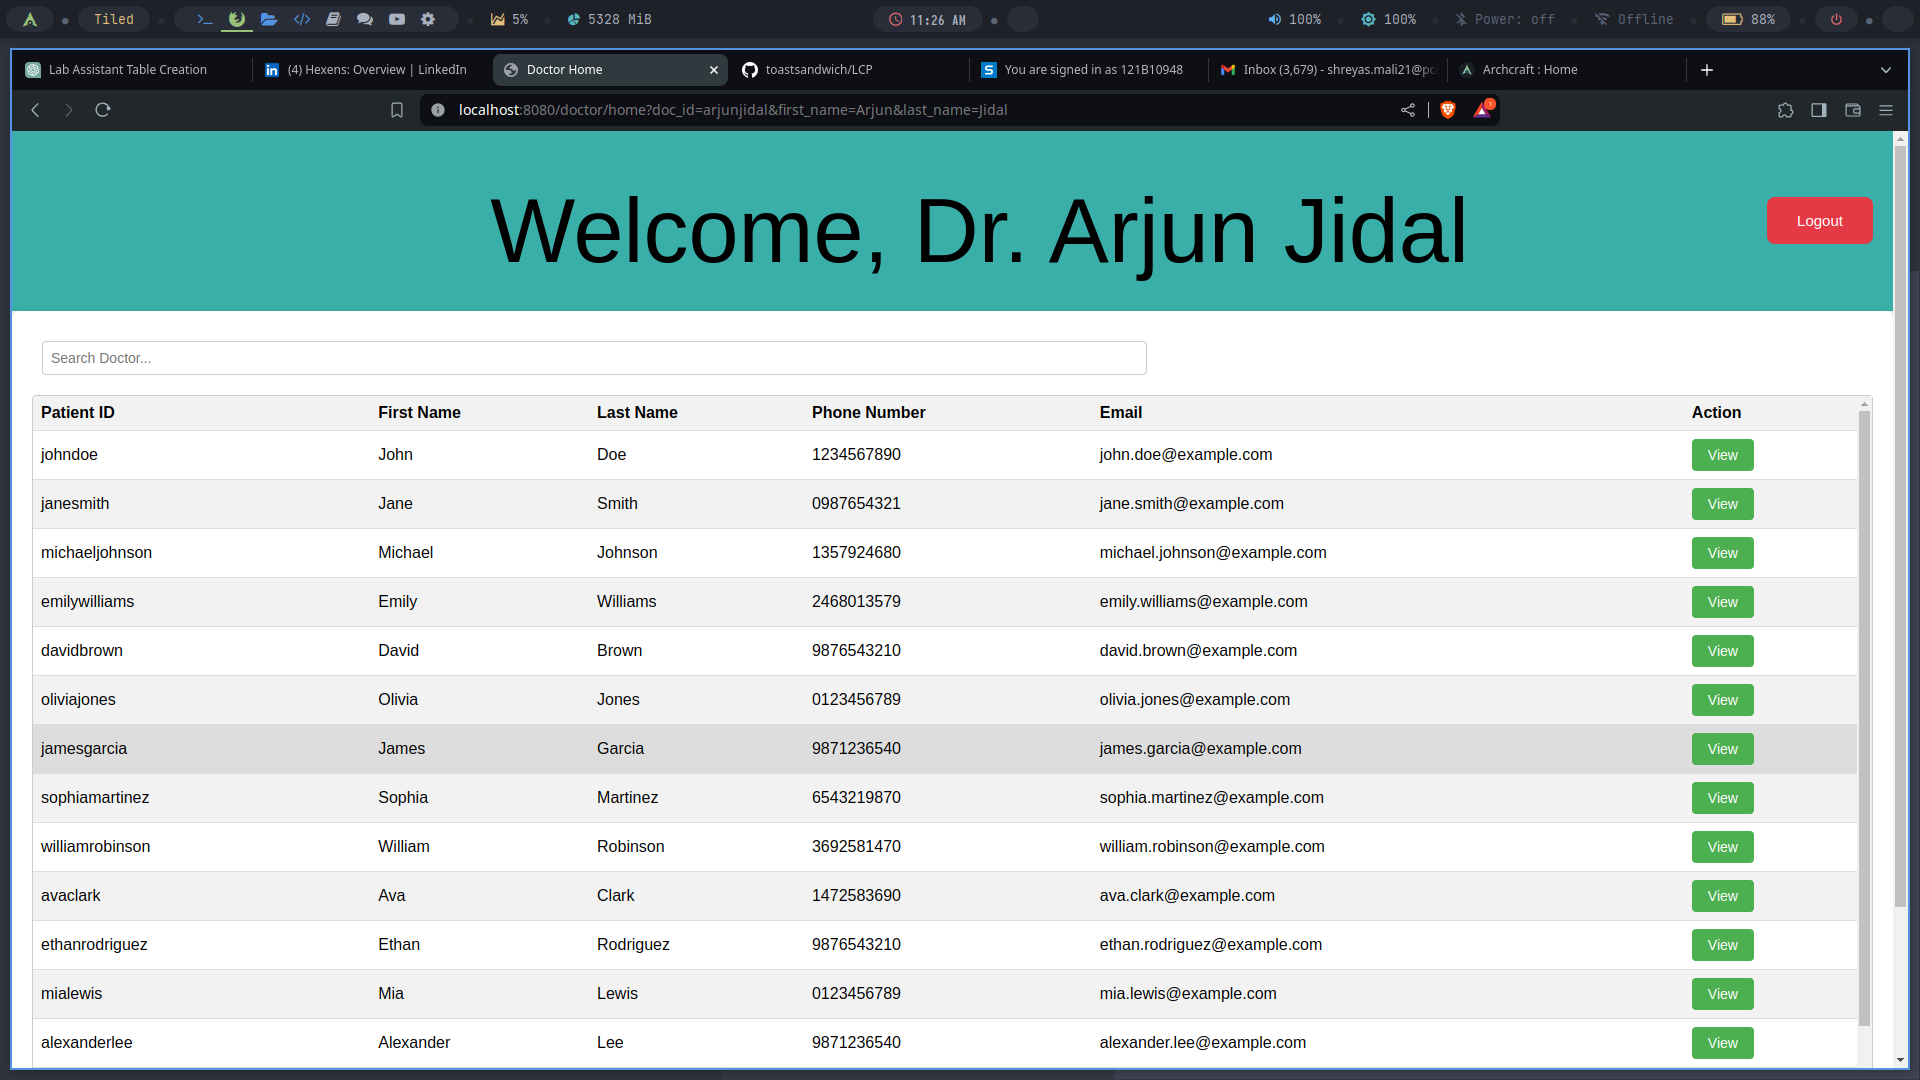 Tiled 5% 5328 MiB 11:26 AM 100% 100% Power: off Offline 88%
Lab Assistant Table Creation (4) Hexens: Overview | LinkedIn Doctor Home toastsandwich/LCP You are signed in as 121B10948 Inbox (3,679) - shreyas.mali21@pc Archcraft : Home
localhost:8080/doctor/home?doc_id=arjunjidal&first_name=Arjun&last_name=Jidal 1
Welcome, Dr. Arjun Jidal
Logout
Search Doctor...
Patient ID First Name Last Name Phone Number Email Action
johndoe John Doe 1234567890 john.doe@example.com View
janesmith Jane Smith 0987654321 jane.smith@example.com View
michaeljohnson Michael Johnson 1357924680 michael.johnson@example.com View
emilywilliams Emily Williams 2468013579 emily.williams@example.com View
davidbrown David Brown 9876543210 david.brown@example.com View
oliviajones Olivia Jones 0123456789 olivia.jones@example.com View
jamesgarcia James Garcia 9871236540 james.garcia@example.com View
sophiamartinez Sophia Martinez 6543219870 sophia.martinez@example.com View
williamrobinson William Robinson 3692581470 william.robinson@example.com View
avaclark Ava Clark 1472583690 ava.clark@example.com View
ethanrodriguez Ethan Rodriguez 9876543210 ethan.rodriguez@example.com View
mialewis Mia Lewis 0123456789 mia.lewis@example.com View
alexanderlee Alexander Lee 9871236540 alexander.lee@example.com View